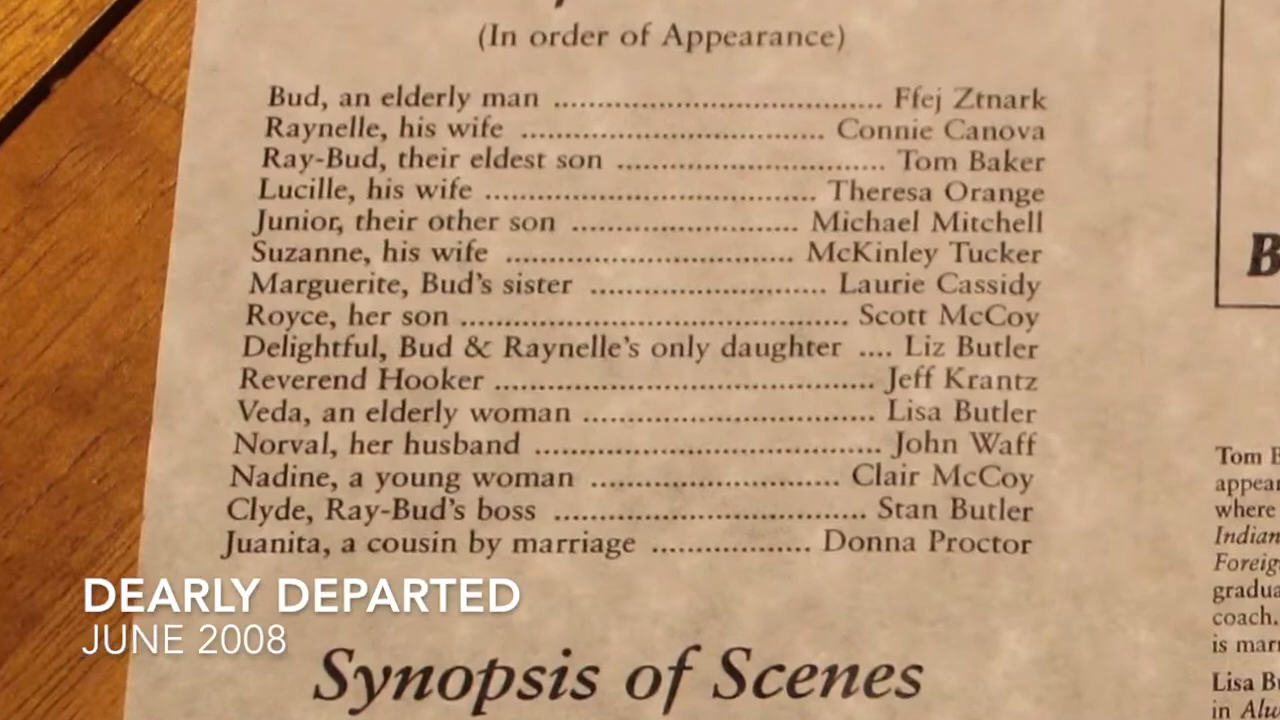 (In order of Appearance)
Bud, an elderly man ................................. Ffej Ztnark
Raynelle, his wife .............................. Connie Canova
Ray-Bud, their eldest son ........................... Tom Baker
Lucille, his wife ................................. Theresa Orange
Junior, their other son ....................... Michael Mitchell
Suzanne, his wife ............................. McKinley Tucker
Marguerite, Bud's sister ........................ Laurie Cassidy
Royce, her son ....................................... Scott McCoy
Delightful, Bud & Raynelle's only daughter .... Liz Butler
Reverend Hooker ...................................... Jeff Krantz
Veda, an elderly woman ............................. Lisa Butler
Norval, her husband ................................... John Waff
Nadine, a young woman .......................... Clair McCoy
Clyde, Ray-Bud's boss ............................... Stan Butler
Juanita, a cousin by marriage ................ Donna Proctor
DEARLY DEPARTED
JUNE 2008
Synopsis of Scenes
B
Tom B
appear
where
Indian
Foreig
gradua
coach.
is marr
Lisa Bu
in Alw